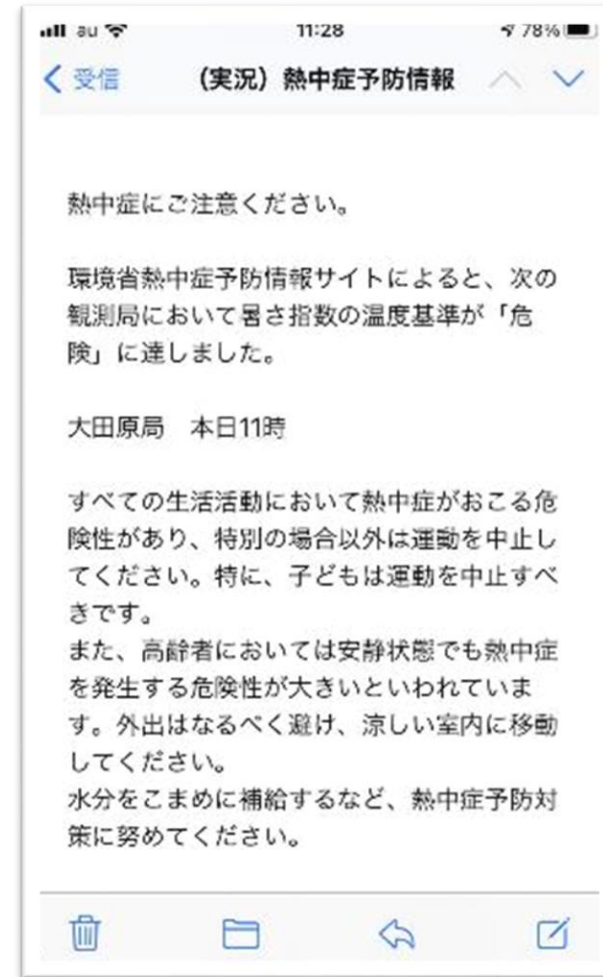 au 11:28 78%
受信 (実況)熱中症予防情報
熱中症にご注意ください。
環境省熱中症予防情報サイトによると、次の
観測局において暑さ指数の温度基準が「危
険」に達しました。
大田原局 本日11時
すべての生活活動において熱中症がおこる危
険性があり、特別の場合以外は運動を中止し
てください。特に、子どもは運動を中止すべ
きです。
また、高齢者においては安静状態でも熱中症
を発生する危険性が大きいといわれていま
す。外出はなるべく避け、涼しい室内に移動
してください。
水分をこまめに補給するなど、熱中症予防対
策に努めてください。